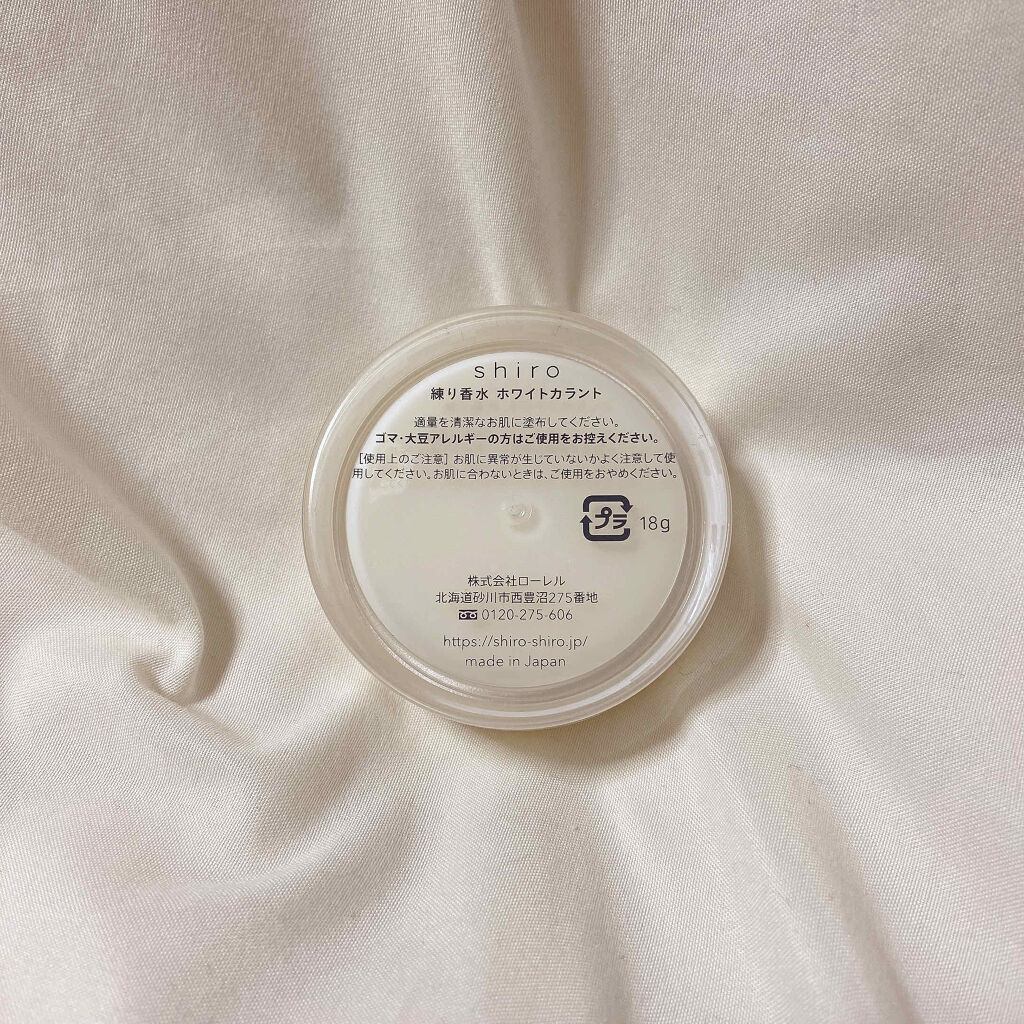 shiro
練り香水 ホワイトカラント
適量を清潔なお肌に塗布してください。
ゴマ・大豆アレルギーの方はご使用をお控えください。
［使用上のご注意］お肌に異常が生じていないかよく注意して使
用してください。お肌に合わないときは、ご使用をおやめください。
プラ 18g
株式会社ローレル
北海道砂川市西豊沼275番地
0120-275-606
https://shiro-shiro.jp/
made in Japan